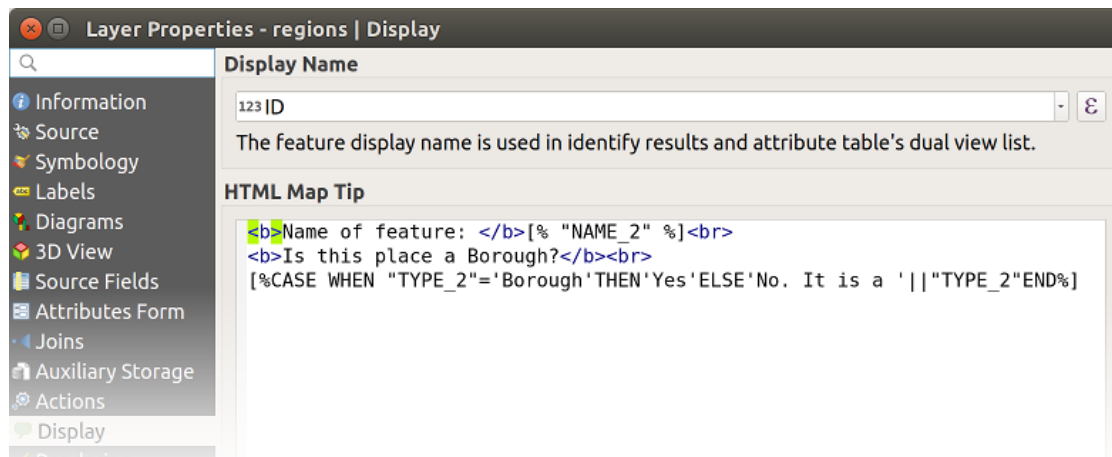 Layer Properties - regions | Display
Information
Source
Symbology
Labels
Diagrams
3D View
Source Fields
Attributes Form
Joins
Auxiliary Storage
Actions
Display
Display Name
123 ID
ε
The feature display name is used in identify results and attribute table's dual view list.
HTML Map Tip
<b>Name of feature: </b>[% "NAME_2" %]<br>
<b>Is this place a Borough?</b><br>
[%CASE WHEN "TYPE_2"='Borough'THEN'Yes'ELSE'No. It is a '||"TYPE_2"END%]